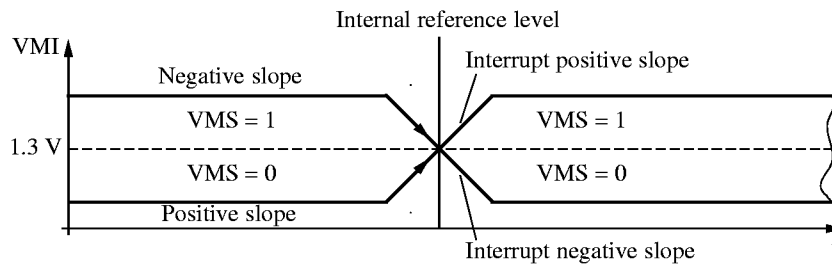 Internal reference level
VMI
Negative slope
Interrupt positive slope
VMS = 1
VMS = 1
1.3 V
VMS = 0
VMS = 0
Positive slope
Interrupt negative slope